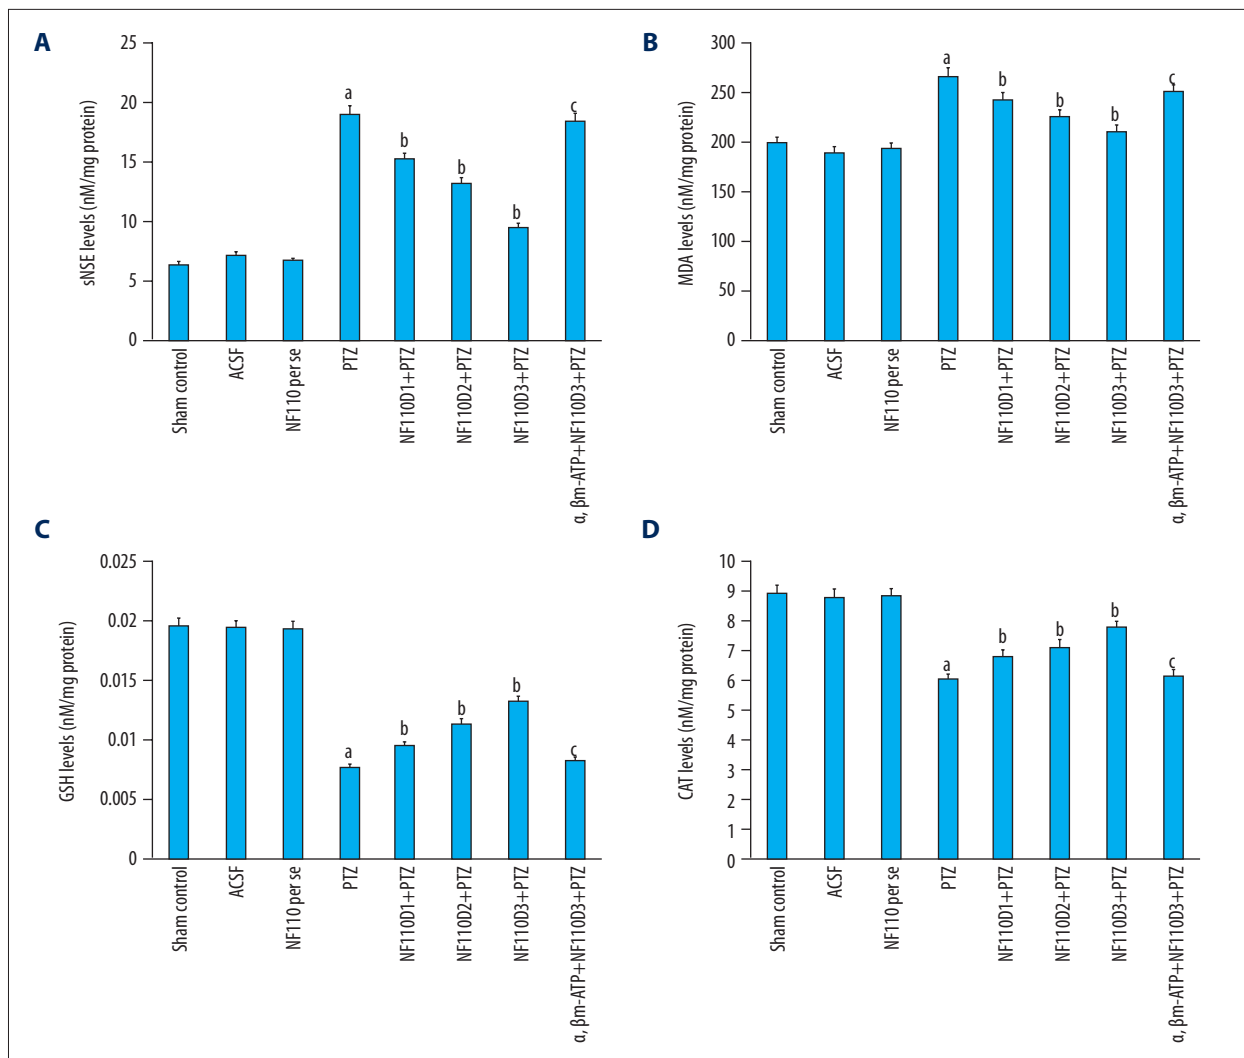 A
sNSE levels (nM/mg protein)
25
20
15
10
5
0
a
b
b
b
c
Sham control
ACSF
NF110 per se
PTZ
NF110D1+PTZ
NF110D2+PTZ
NF110D3+PTZ
α, βm-ATP+NF110D3+PTZ
B
MDA levels (nM/mg protein)
300
250
200
150
200
50
0
a
b
b
b
c
Sham control
ACSF
NF110 per se
PTZ
NF110D1+PTZ
NF110D2+PTZ
NF110D3+PTZ
α, βm-ATP+NF110D3+PTZ
C
GSH levels (nM/mg protein)
0.025
0.02
0.015
0.01
0.005
0
a
b
b
b
c
Sham control
ACSF
NF110 per se
PTZ
NF110D1+PTZ
NF110D2+PTZ
NF110D3+PTZ
α, βm-ATP+NF110D3+PTZ
D
CAT levels (nM/mg protein)
10
9
8
7
6
5
4
3
2
1
0
a
b
b
b
c
Sham control
ACSF
NF110 per se
PTZ
NF110D1+PTZ
NF110D2+PTZ
NF110D3+PTZ
α, βm-ATP+NF110D3+PTZ